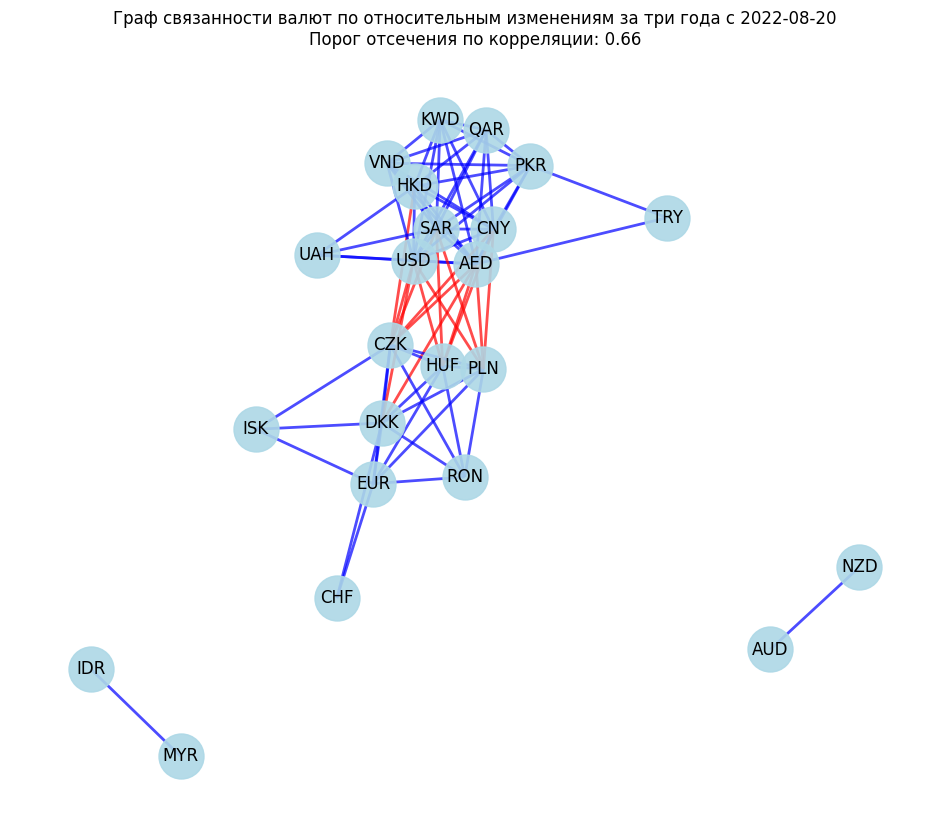 Граф связанности валют по относительным изменениям за три года с 2022-08-20
Порог отсечения по корреляции: 0.66
KWD
QAR
VND
PKR
HKD
TRY
SAR
CNY
UAH
USD
AED
CZK
HUF
PLN
DKK
ISK
EUR
RON
NZD
CHF
AUD
IDR
MYR